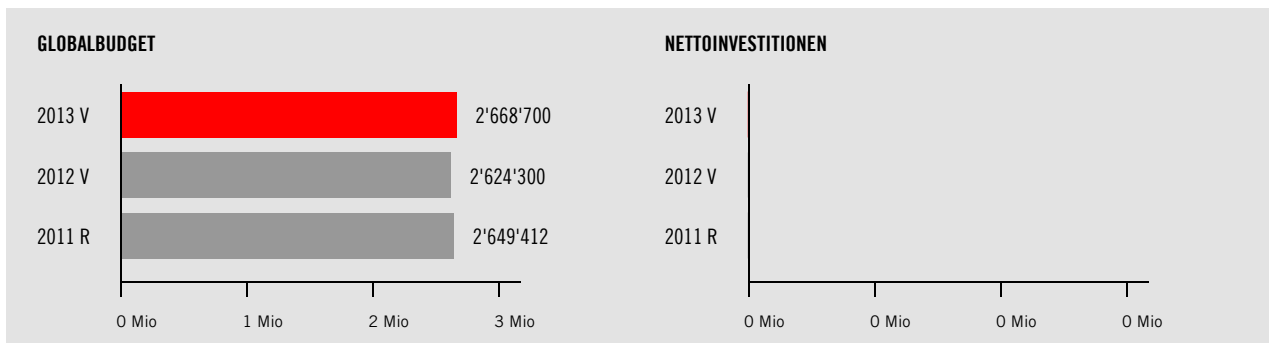 GLOBALBUDGET
2013 V 2'668'700
2012 V 2'624'300
2011 R 2'649'412
0 Mio 1 Mio 2 Mio 3 Mio
NETTOINVESTITIONEN
2013 V
2012 V
2011 R
0 Mio 0 Mio 0 Mio 0 Mio